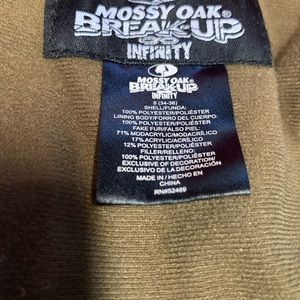 MOSSY OAK®
BREAK-UP
INFINITY
MOSSY OAK®
BREAK-UP
INFINITY
S (34-36)
SHELL/FUNDA:
100% POLYESTER/POLIÉSTER
LINING BODY/FORRO DEL CUERPO:
100% POLYESTER/POLIÉSTER
FAKE FUR/FALSO PIEL
71% MODACRYLIC/MODACRÍLICO
17% ACRYLIC/ACRÍLICO
12% POLYESTER/POLIÉSTER
FILLER/RELLENO:
100% POLYESTER/POLIÉSTER
EXCLUSIVE OF DECORATION/
EXCLUSIVO DE LA DECORACIÓN
MADE IN / HECHO EN
CHINA
RN#52469